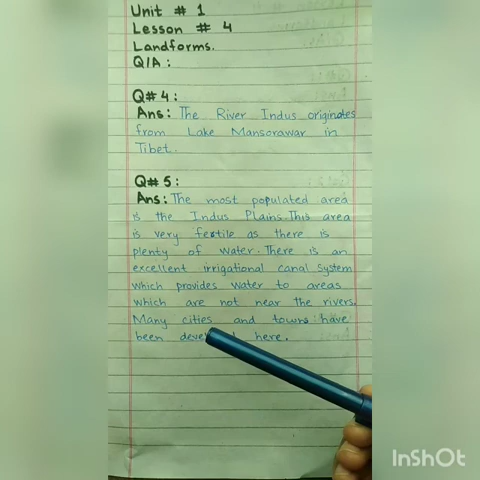 Unit # 1
Lesson # 4
Landforms.
Q/A:
Q#4:
Ans: The River Indus originates
from Lake Mansorawar in
Tibet.
Q#5:
Ans: The most populated area
is the Indus Plains. This area
is very fertile as there is
plenty of water. There is an
excellent irrigational canal system
which provides water to areas
which are not near the rivers.
Many cities and towns have
been here.
InShOt